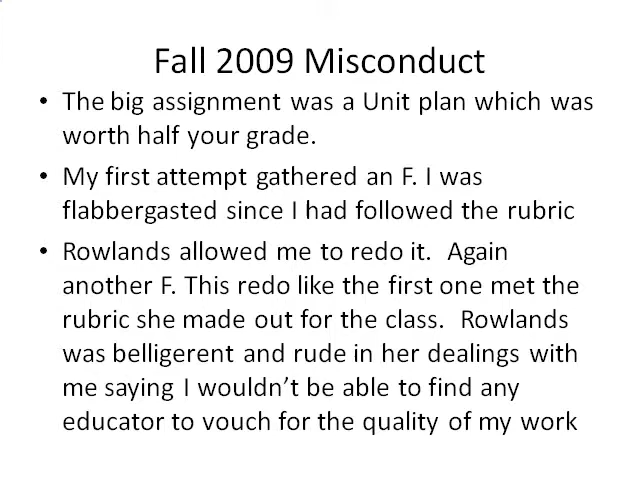 Fall 2009 Misconduct
• The big assignment was a Unit plan which was
worth half your grade.
• My first attempt gathered an F. I was
flabbergasted since I had followed the rubric
• Rowlands allowed me to redo it.  Again
another F. This redo like the first one met the
rubric she made out for the class.  Rowlands
was belligerent and rude in her dealings with
me saying I wouldn’t be able to find any
educator to vouch for the quality of my work